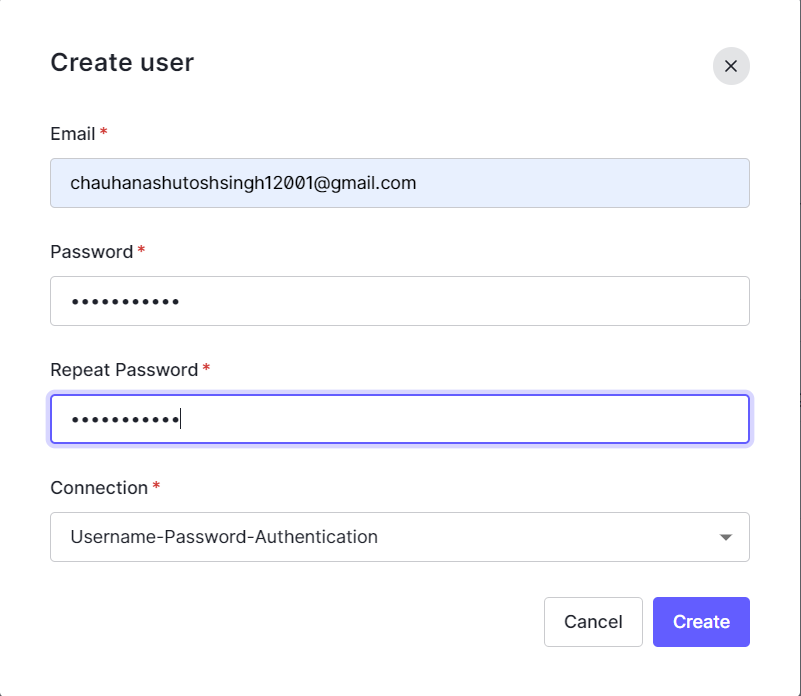 Create user
Email *
chauhanashutoshsingh12001@gmail.com
Password *
•••••••••••
Repeat Password *
•••••••••••
Connection *
Username-Password-Authentication
Cancel
Create